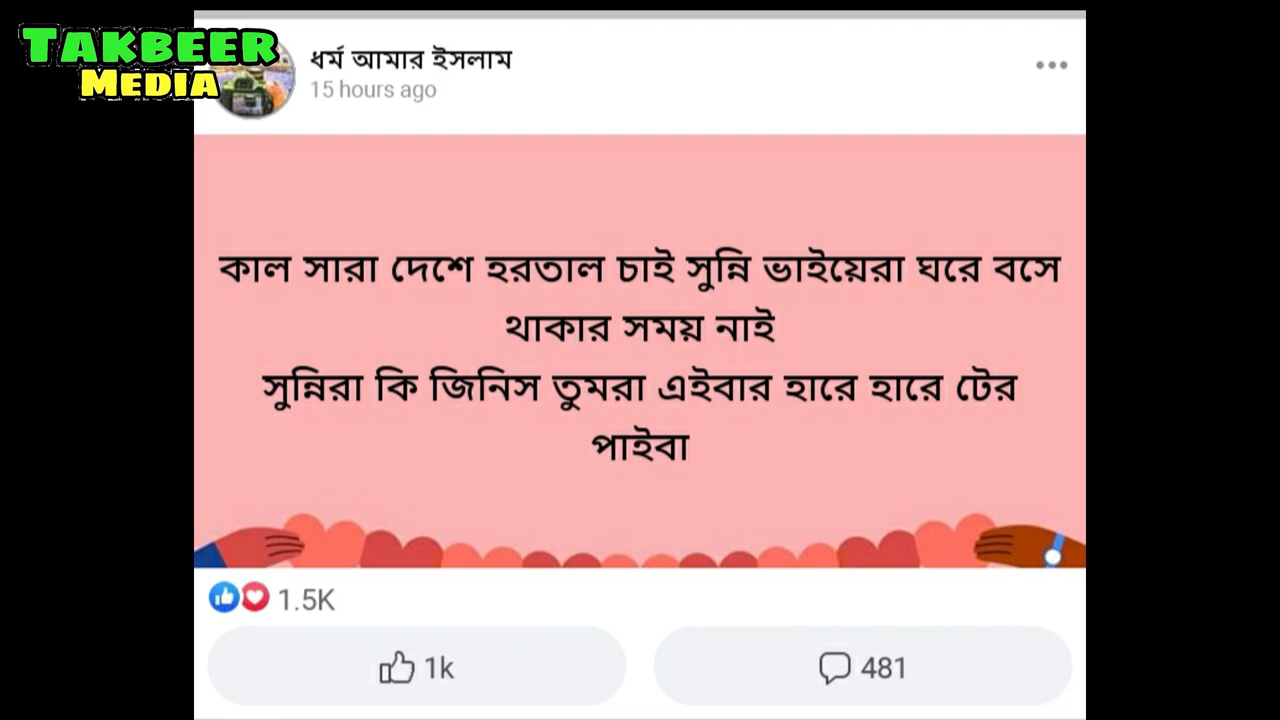 TAKBEER
MEDIA
ধর্ম আমার ইসলাম
15 hours ago
কাল সারা দেশে হরতাল চাই সুন্নি ভাইয়েরা ঘরে বসে
থাকার সময় নাই
সুন্নিরা কি জিনিস তুমরা এইবার হারে হারে টের
পাইবা
1.5K
1k
481